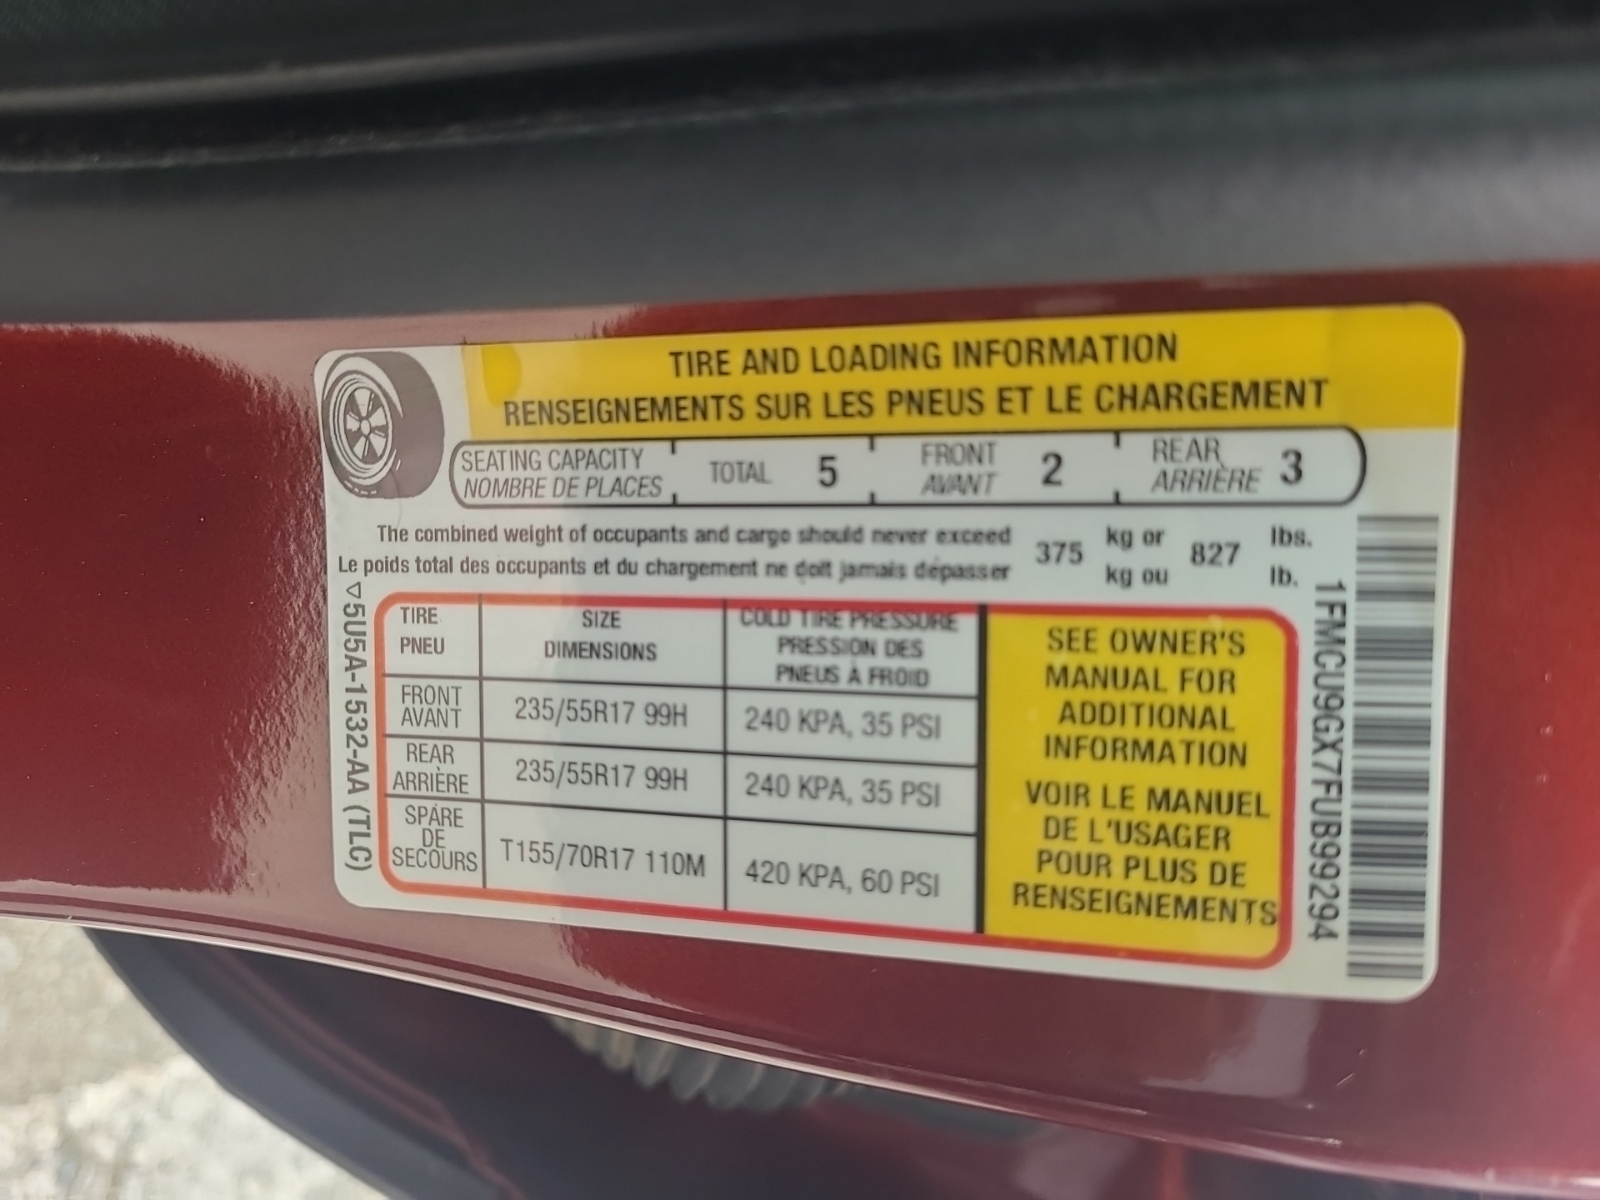 TIRE AND LOADING INFORMATION
RENSEIGNEMENTS SUR LES PNEUS ET LE CHARGEMENT
SEATING CAPACITY
NOMBRE DE PLACES
TOTAL 5
FRONT
AVANT
2
REAR
ARRIÈRE
3
The combined weight of occupants and cargo should never exceed
Le poids total des occupants et du chargement ne doit jamais dépasser
375
kg or
kg ou
827
lbs.
lb.
TIRE
PNEU
SIZE
DIMENSIONS
COLD TIRE PRESSURE
PRESSION DES
PNEUS À FROID
FRONT
AVANT
235/55R17 99H
240 KPA, 35 PSI
REAR
ARRIÈRE
235/55R17 99H
240 KPA, 35 PSI
SPARE
DE
SECOURS
T155/70R17 110M
420 KPA, 60 PSI
SEE OWNER'S
MANUAL FOR
ADDITIONAL
INFORMATION
VOIR LE MANUEL
DE L'USAGER
POUR PLUS DE
RENSEIGNEMENTS
▽5U5A-1532-AA (TLC)
1FMCU9GX7FUB99294